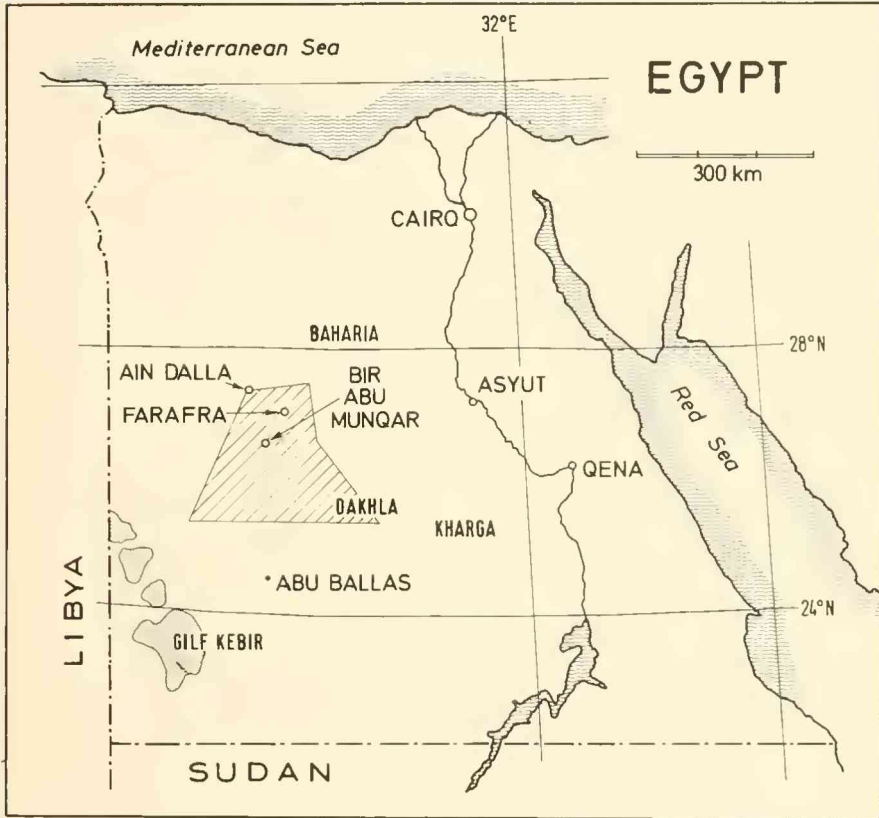 32°E
Mediterranean Sea
EGYPT
300 km
CAIRO
BAHARIA
28°N
AIN DALLA
BIR
ABU
MUNQAR
ASYUT
FARAFRA
Red Sea
QENA
DAKHLA
KHARGA
ABU BALLAS
24°N
LIBYA
GILF KEBIR
SUDAN